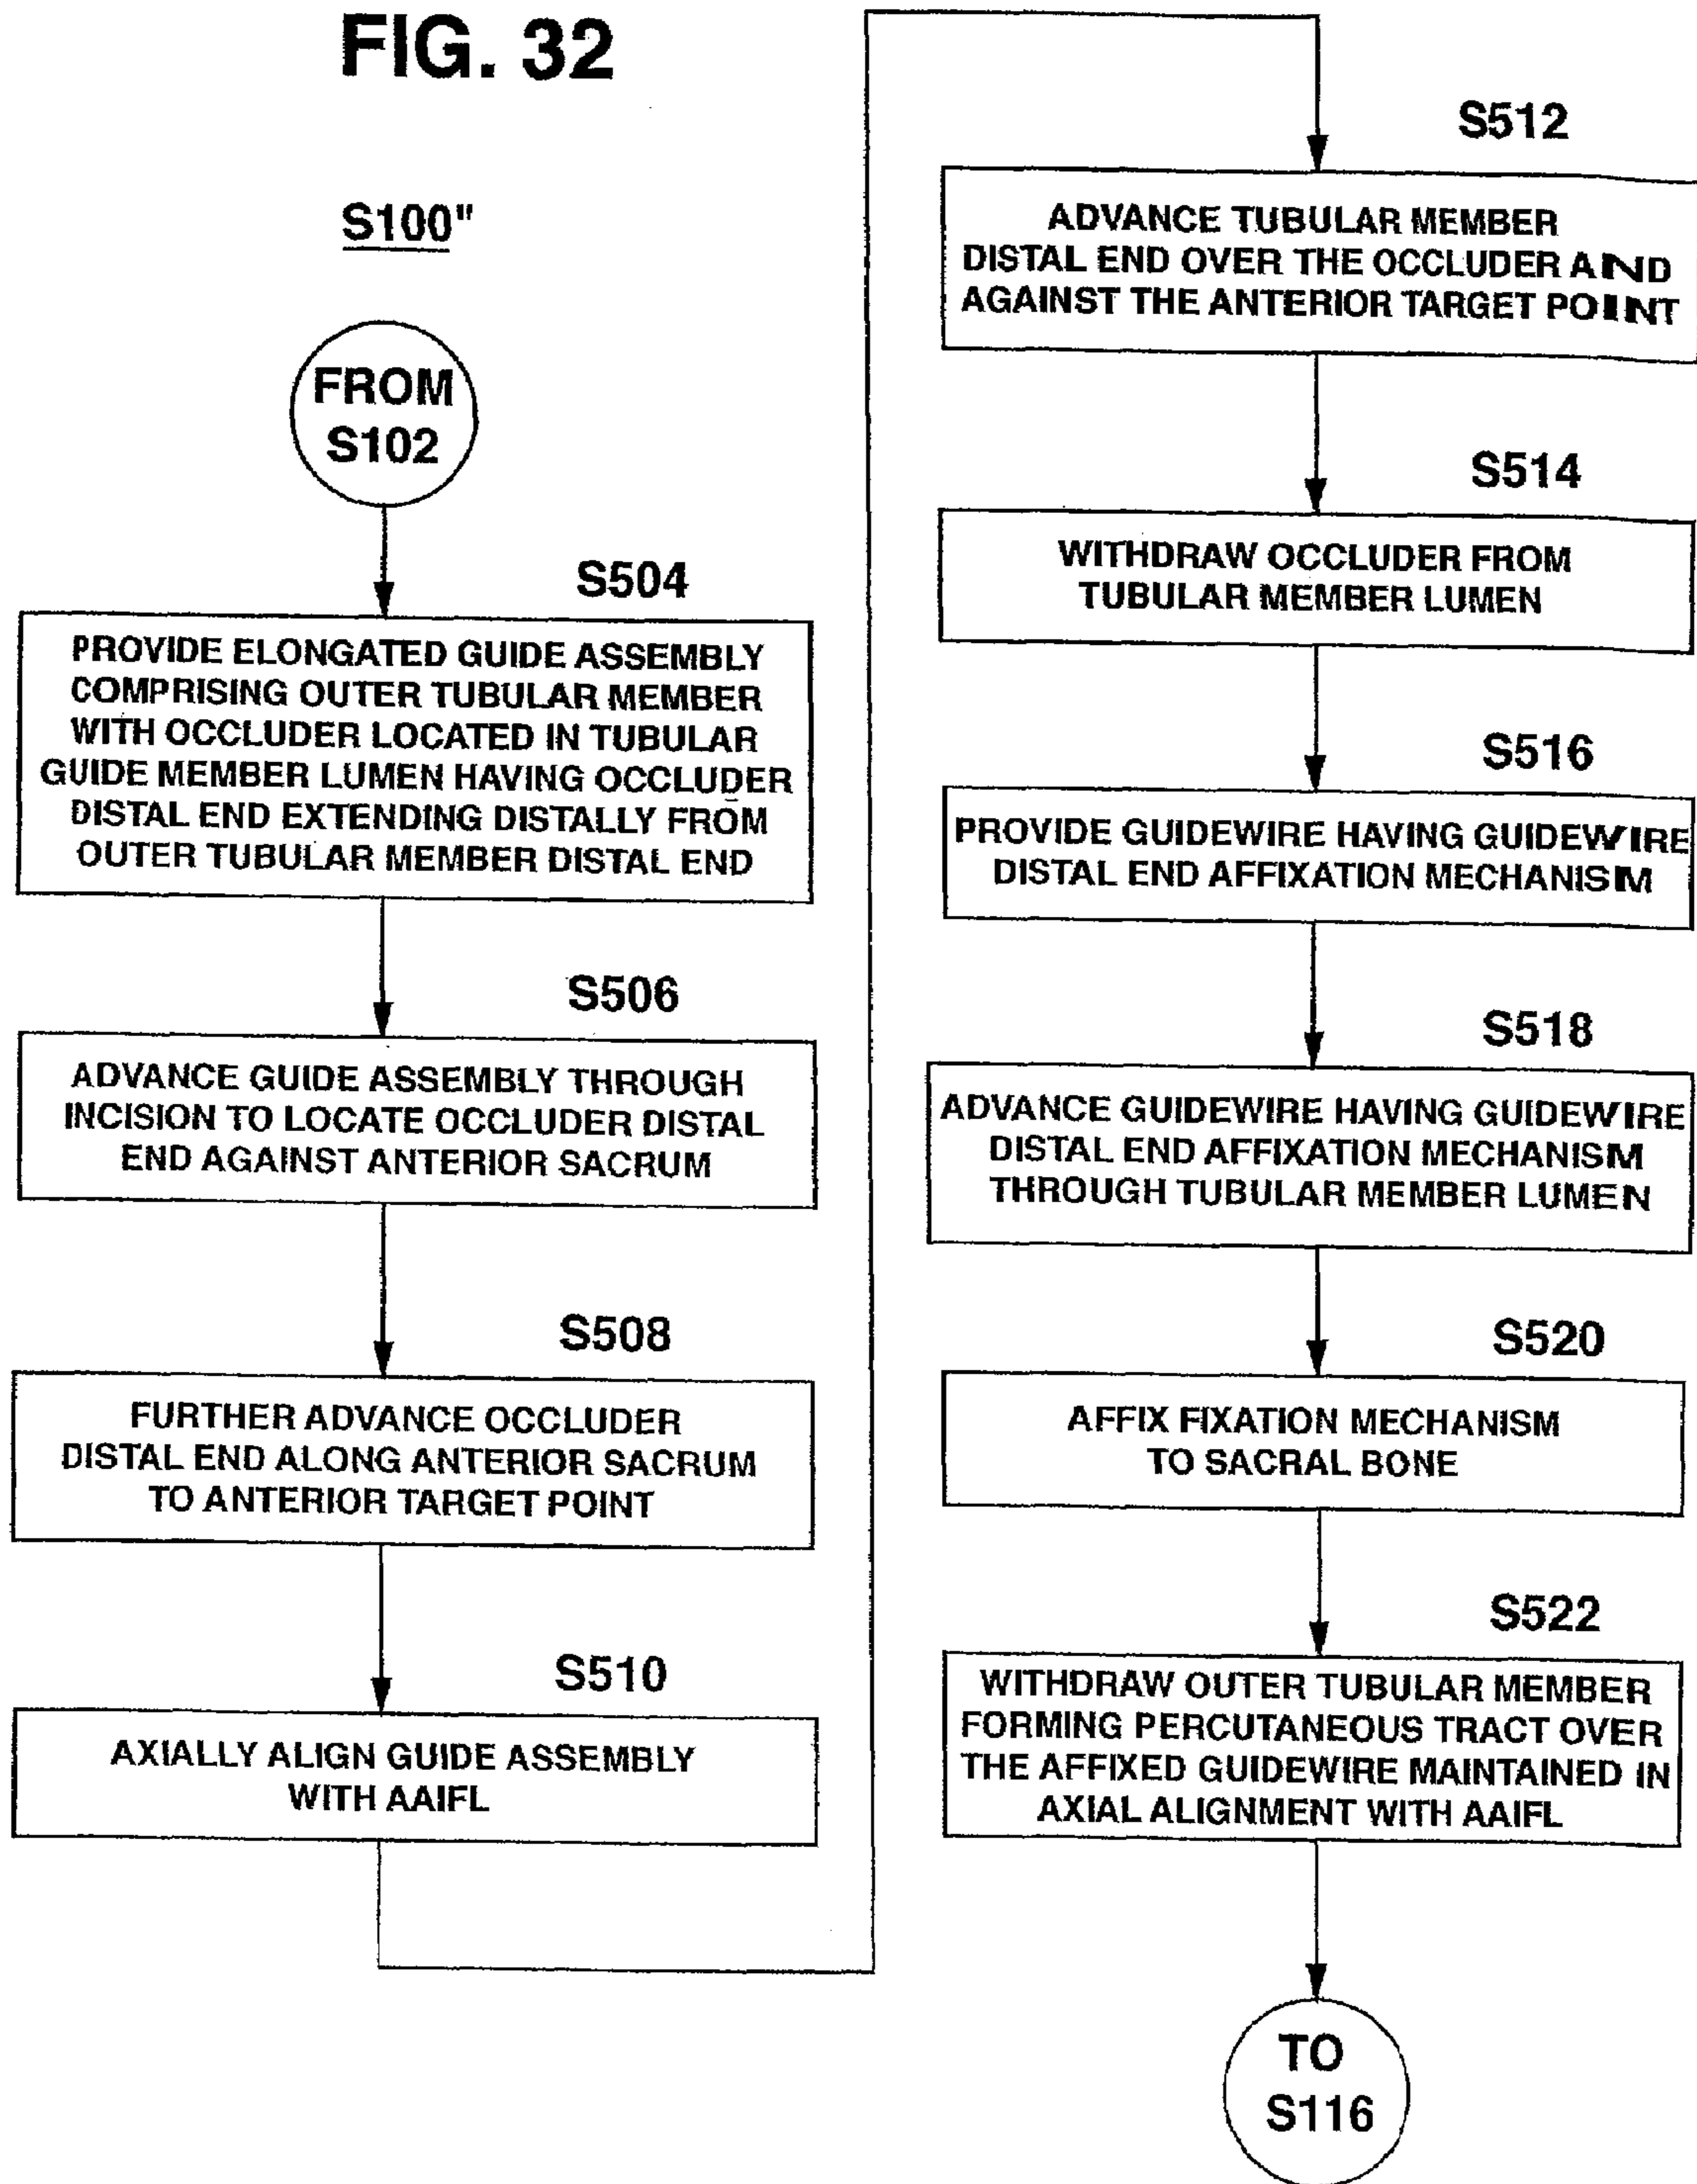 FIG. 32
S100"
FROM
S102
S504
PROVIDE ELONGATED GUIDE ASSEMBLY
COMPRISING OUTER TUBULAR MEMBER
WITH OCCLUDER LOCATED IN TUBULAR
GUIDE MEMBER LUMEN HAVING OCCLUDER
DISTAL END EXTENDING DISTALLY FROM
OUTER TUBULAR MEMBER DISTAL END
S506
ADVANCE GUIDE ASSEMBLY THROUGH
INCISION TO LOCATE OCCLUDER DISTAL
END AGAINST ANTERIOR SACRUM
S508
FURTHER ADVANCE OCCLUDER
DISTAL END ALONG ANTERIOR SACRUM
TO ANTERIOR TARGET POINT
S510
AXIALLY ALIGN GUIDE ASSEMBLY
WITH AAIFL
S512
ADVANCE TUBULAR MEMBER
DISTAL END OVER THE OCCLUDER AND
AGAINST THE ANTERIOR TARGET POINT
S514
WITHDRAW OCCLUDER FROM
TUBULAR MEMBER LUMEN
S516
PROVIDE GUIDEWIRE HAVING GUIDEWIRE
DISTAL END AFFIXATION MECHANISM
S518
ADVANCE GUIDEWIRE HAVING GUIDEWIRE
DISTAL END AFFIXATION MECHANISM
THROUGH TUBULAR MEMBER LUMEN
S520
AFFIX FIXATION MECHANISM
TO SACRAL BONE
S522
WITHDRAW OUTER TUBULAR MEMBER
FORMING PERCUTANEOUS TRACT OVER
THE AFFIXED GUIDEWIRE MAINTAINED IN
AXIAL ALIGNMENT WITH AAIFL
TO
S116